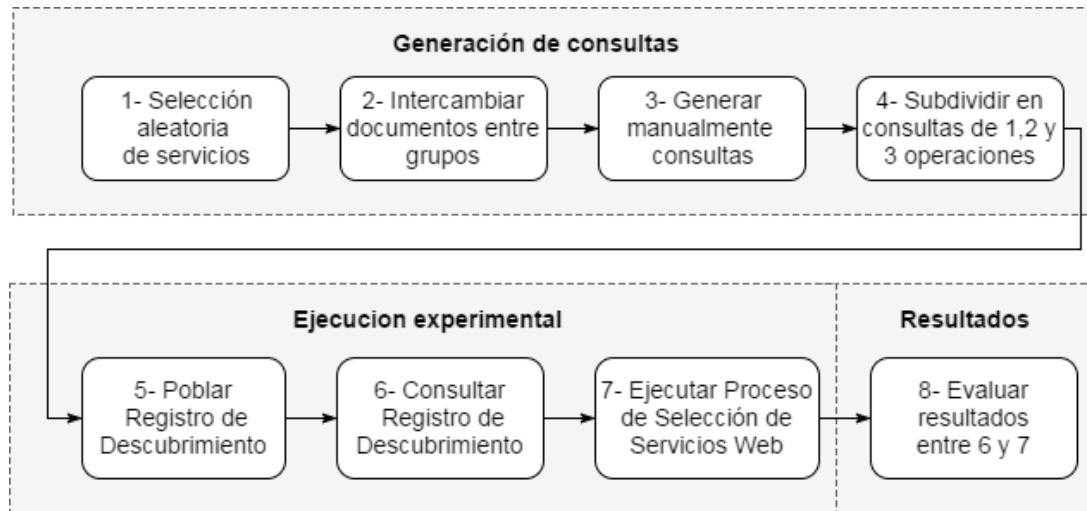 Generación de consultas
1- Selección
aleatoria
de servicios
2- Intercambiar
documentos entre
grupos
3- Generar
manualmente
consultas
4- Subdividir en
consultas de 1,2 y
3 operaciones
Ejecucion experimental
5- Poblar
Registro de
Descubrimiento
6- Consultar
Registro de
Descubrimiento
7- Ejecutar Proceso
de Selección de
Servicios Web
Resultados
8- Evaluar
resultados
entre 6 y 7